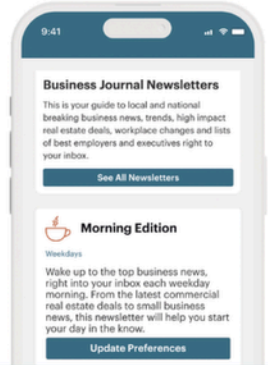 9:41
Business Journal Newsletters
This is your guide to local and national
breaking business news, trends, high impact
real estate deals, workplace changes and lists
of best employers and executives right to
your inbox.
See All Newsletters
Morning Edition
Weekdays
Wake up to the top business news,
right into your inbox each weekday
morning. From the latest commercial
real estate deals to small business
news, this newsletter will help you start
your day in the know.
Update Preferences